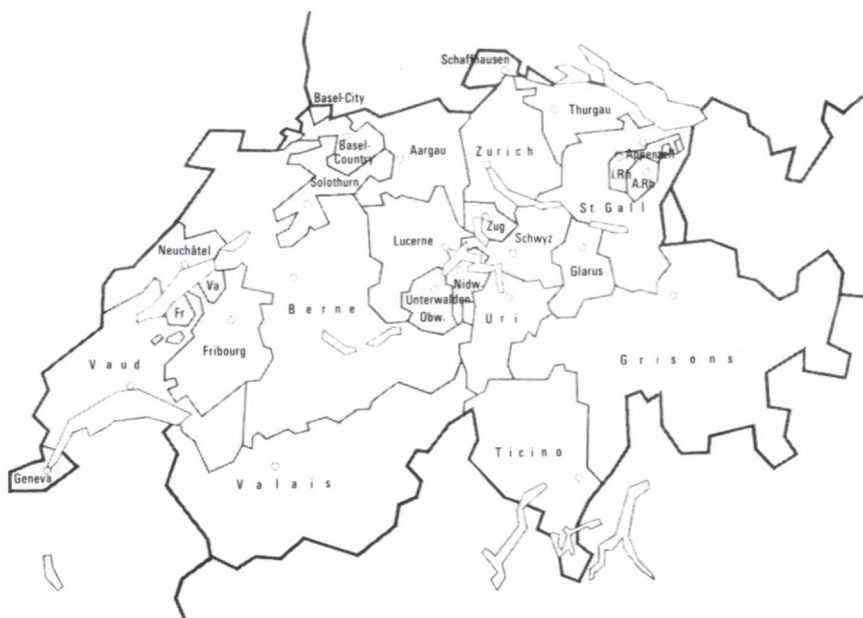 Schaffhausen
Basel-City
Thurgau
Basel-
Country
Aargau
Zurich
Appenzell
I.Rh
A.Rh
Solothurn
St. Gall
Zug
Neuchâtel
Lucerne
Schwyz
Glarus
Va
Nidw.
Fr
Berne
Unterwalden
Obw.
Uri
Fribourg
Vaud
Grisons
Ticino
Geneva
Valais